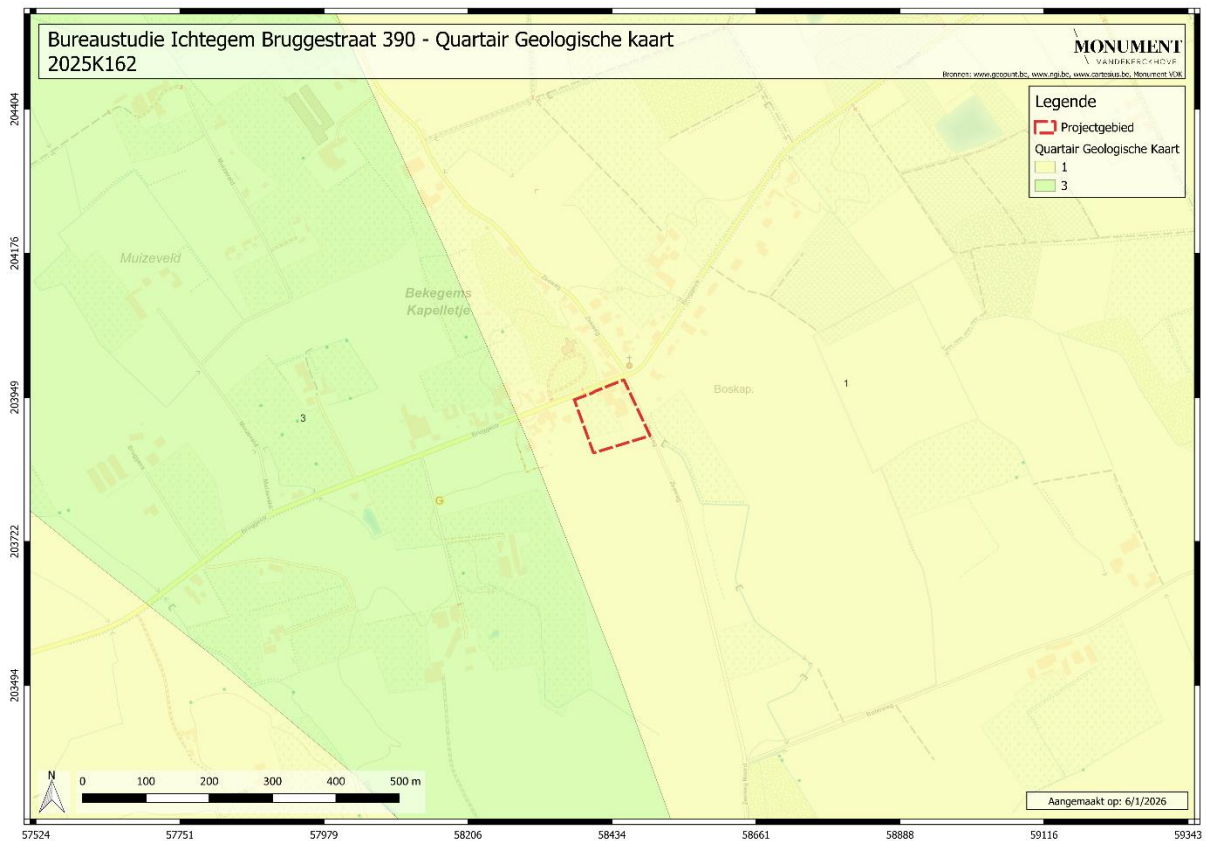 Bureaustudie Ichtegem Bruggestraat 390 - Quartair Geologische kaart
2025K162
MONUMENT
VANDEKERCKHOVE
Bronnen: www.geopunt.be, www.ngi.be, www.cartesius.be, Monument VDK
Legende
Projectgebied
Quartair Geologische Kaart
1
3
204404
204176
203949
203722
203494
Muizeveld
Bekegems
Kapelletje
Boskap.
1
3
G
Zeeweg
Zeeweg Noord
N
0 100 200 300 400 500 m
Aangemaakt op: 6/1/2026
57524 57751 57979 58206 58434 58661 58888 59116 59343